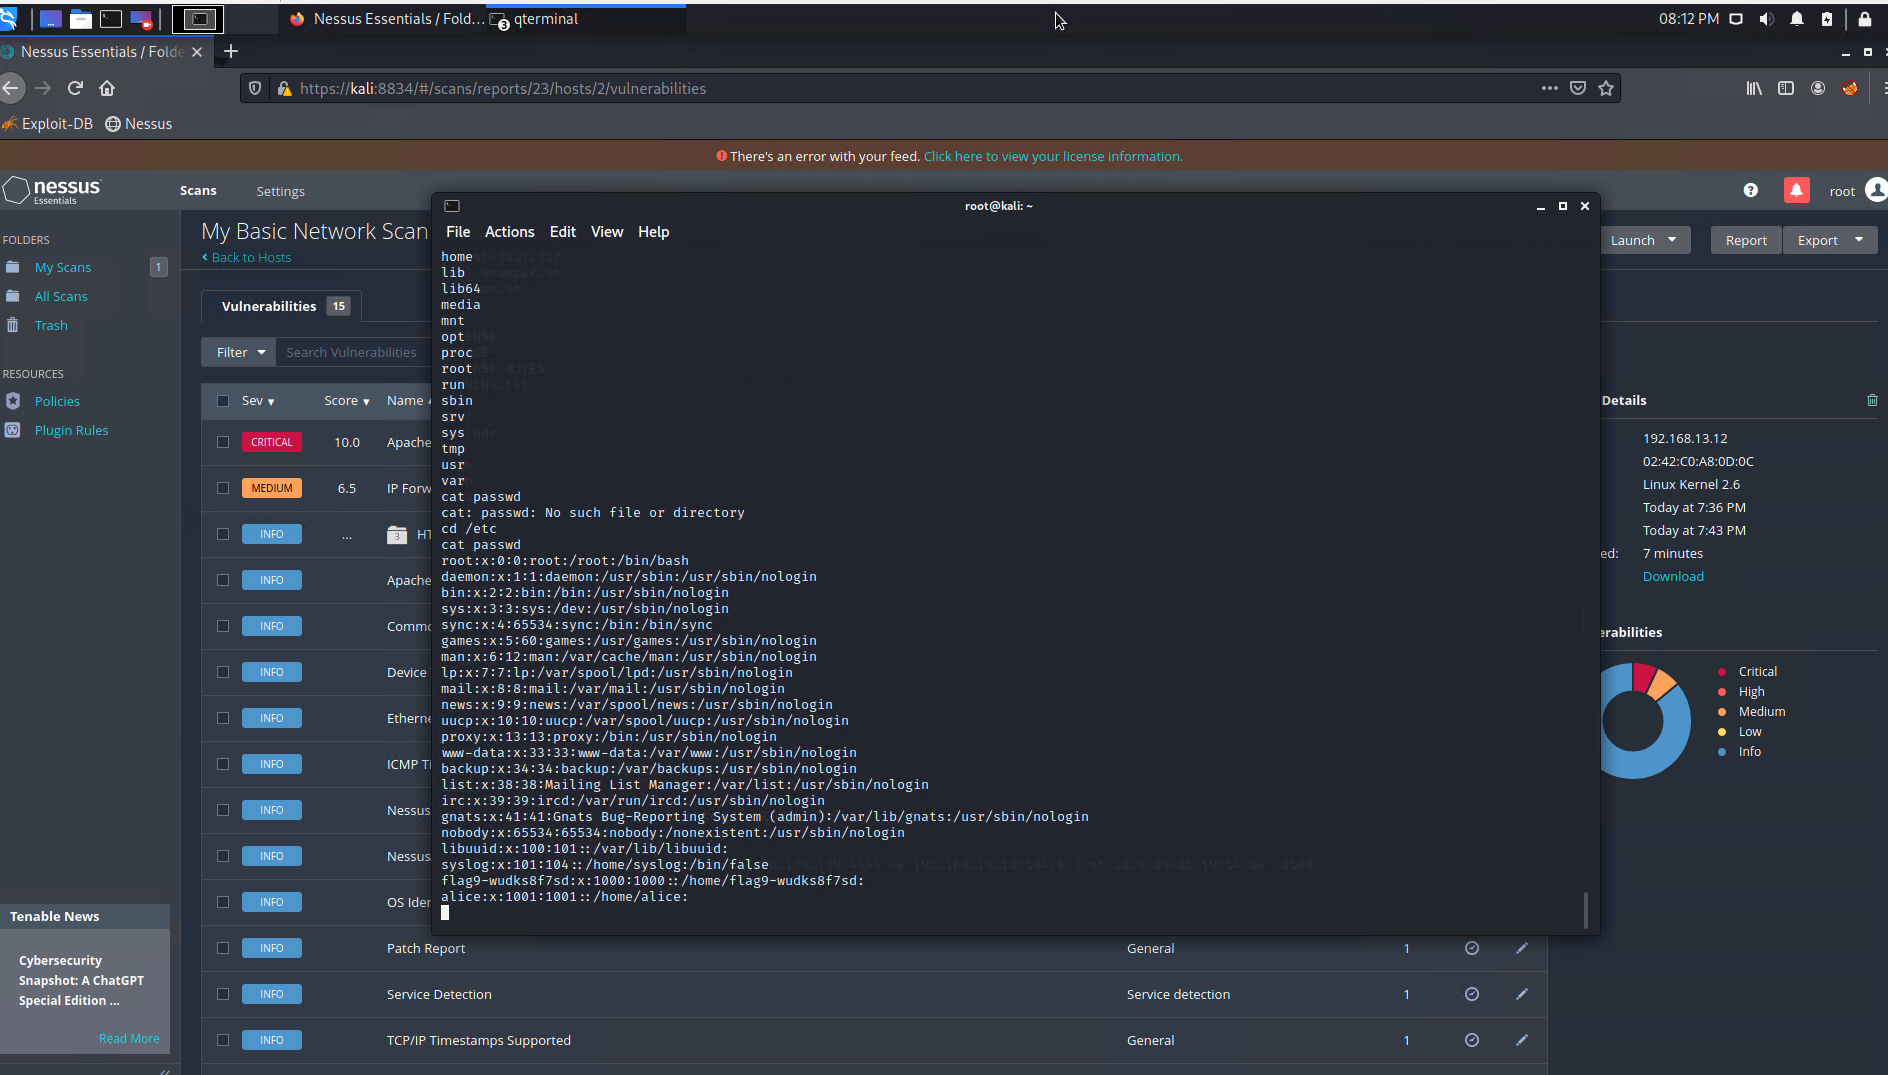 Nessus Essentials / Fold...
qterminal
3
08:12 PM
Nessus Essentials / Folde
https://kali:8834/#/scans/reports/23/hosts/2/vulnerabilities
Exploit-DB
Nessus
There's an error with your feed. Click here to view your license information.
nessus
Essentials
Scans
Settings
root
FOLDERS
My Scans
1
All Scans
Trash
RESOURCES
Policies
Plugin Rules
Tenable News
Cybersecurity
Snapshot: A ChatGPT
Special Edition ...
Read More
My Basic Network Scan
Back to Hosts
Launch
Report
Export
Vulnerabilities 15
Filter
Search Vulnerabilities
Sev
Score
Name
CRITICAL 10.0 Apache
MEDIUM 6.5 IP Forw
INFO ... 3 HT
INFO Apache
INFO Commo
INFO Device
INFO Etherne
INFO ICMP Ti
INFO Nessus
INFO Nessus
INFO OS Iden
INFO Patch Report General 1
INFO Service Detection Service detection 1
INFO TCP/IP Timestamps Supported General 1
root@kali: ~
File Actions Edit View Help
home
lib
lib64
media
mnt
opt
proc
root
run
sbin
srv
sys
tmp
usr
var
cat passwd
cat: passwd: No such file or directory
cd /etc
cat passwd
root:x:0:0:root:/root:/bin/bash
daemon:x:1:1:daemon:/usr/sbin:/usr/sbin/nologin
bin:x:2:2:bin:/bin:/usr/sbin/nologin
sys:x:3:3:sys:/dev:/usr/sbin/nologin
sync:x:4:65534:sync:/bin:/bin/sync
games:x:5:60:games:/usr/games:/usr/sbin/nologin
man:x:6:12:man:/var/cache/man:/usr/sbin/nologin
lp:x:7:7:lp:/var/spool/lpd:/usr/sbin/nologin
mail:x:8:8:mail:/var/mail:/usr/sbin/nologin
news:x:9:9:news:/var/spool/news:/usr/sbin/nologin
uucp:x:10:10:uucp:/var/spool/uucp:/usr/sbin/nologin
proxy:x:13:13:proxy:/bin:/usr/sbin/nologin
www-data:x:33:33:www-data:/var/www:/usr/sbin/nologin
backup:x:34:34:backup:/var/backups:/usr/sbin/nologin
list:x:38:38:Mailing List Manager:/var/list:/usr/sbin/nologin
irc:x:39:39:ircd:/var/run/ircd:/usr/sbin/nologin
gnats:x:41:41:Gnats Bug-Reporting System (admin):/var/lib/gnats:/usr/sbin/nologin
nobody:x:65534:65534:nobody:/nonexistent:/usr/sbin/nologin
libuuid:x:100:101::/var/lib/libuuid:
syslog:x:101:104::/home/syslog:/bin/false
flag9-wudks8f7sd:x:1000:1000::/home/flag9-wudks8f7sd:
alice:x:1001:1001::/home/alice:
Details
192.168.13.12
02:42:C0:A8:0D:0C
Linux Kernel 2.6
Today at 7:36 PM
Today at 7:43 PM
ed: 7 minutes
Download
erabilities
Critical
High
Medium
Low
Info